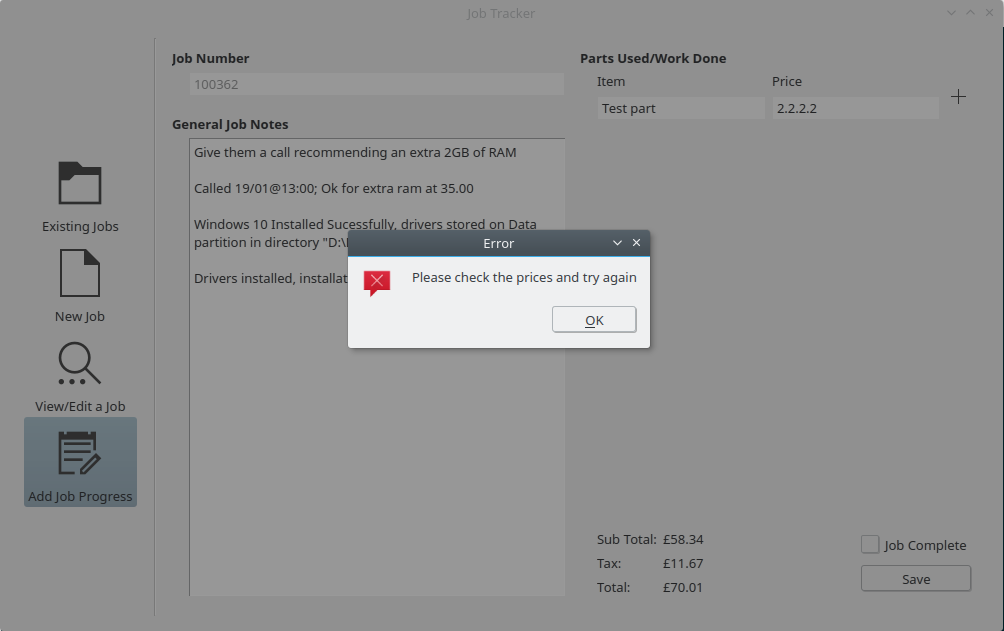 Job Tracker
Existing Jobs
New Job
View/Edit a Job
Add Job Progress
Job Number
100362
General Job Notes
Give them a call recommending an extra 2GB of RAM
Called 19/01@13:00; Ok for extra ram at 35.00
Windows 10 Installed Sucessfully, drivers stored on Data
partition in directory "D:\
Drivers installed, installat
Parts Used/Work Done
Item Price
Test part 2.2.2.2
Error
Please check the prices and try again
OK
Sub Total: £58.34
Tax: £11.67
Total: £70.01
Job Complete
Save